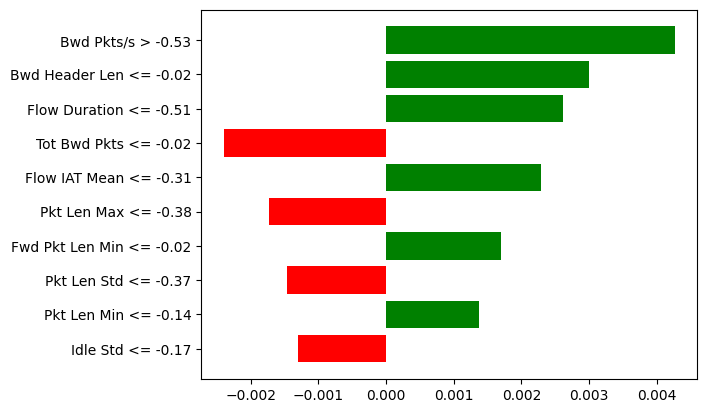 Bwd Pkts/s > -0.53
Bwd Header Len <= -0.02
Flow Duration <= -0.51
Tot Bwd Pkts <= -0.02
Flow IAT Mean <= -0.31
Pkt Len Max <= -0.38
Fwd Pkt Len Min <= -0.02
Pkt Len Std <= -0.37
Pkt Len Min <= -0.14
Idle Std <= -0.17
−0.002 −0.001 0.000 0.001 0.002 0.003 0.004